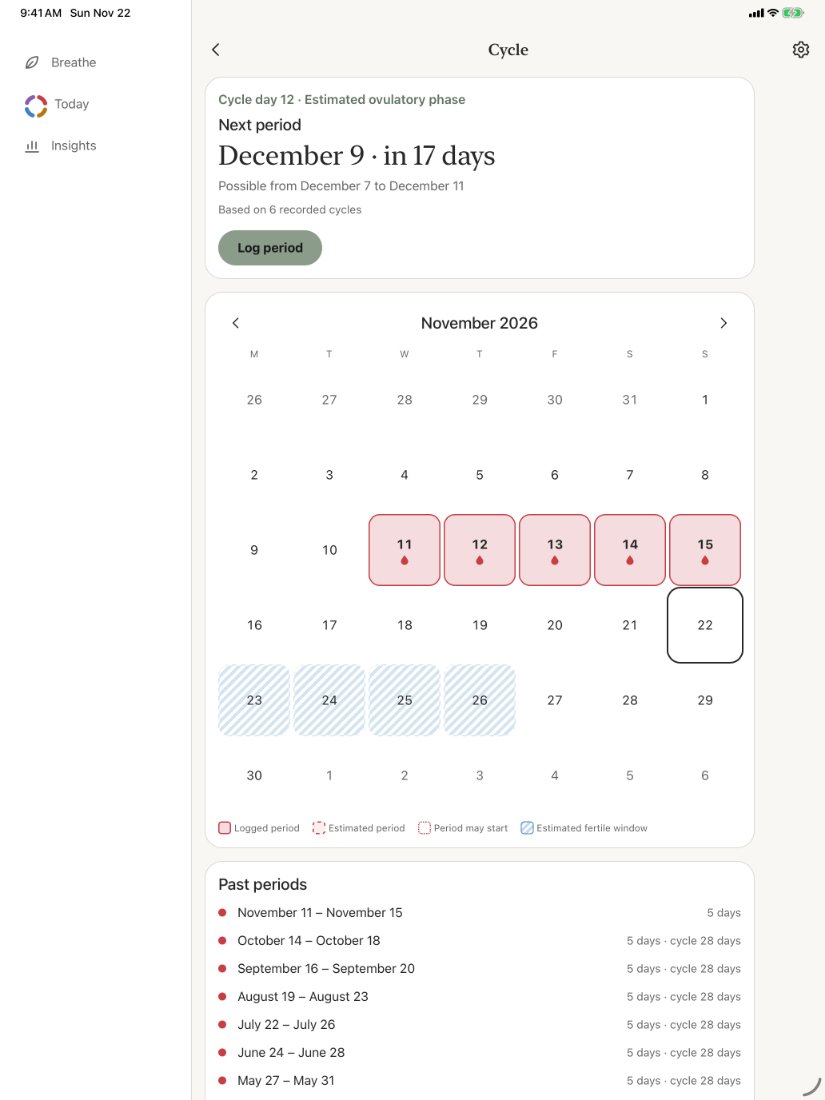 9:41 AM Sun Nov 22
Breathe
Today
Insights
Cycle
Cycle day 12 · Estimated ovulatory phase
Next period
December 9 · in 17 days
Possible from December 7 to December 11
Based on 6 recorded cycles
Log period
November 2026
M T W T F S S
26 27 28 29 30 31 1
2 3 4 5 6 7 8
9 10 11 12 13 14 15
16 17 18 19 20 21 22
23 24 25 26 27 28 29
30 1 2 3 4 5 6
Logged period Estimated period Period may start Estimated fertile window
Past periods
November 11 – November 15 5 days
October 14 – October 18 5 days · cycle 28 days
September 16 – September 20 5 days · cycle 28 days
August 19 – August 23 5 days · cycle 28 days
July 22 – July 26 5 days · cycle 28 days
June 24 – June 28 5 days · cycle 28 days
May 27 – May 31 5 days · cycle 28 days